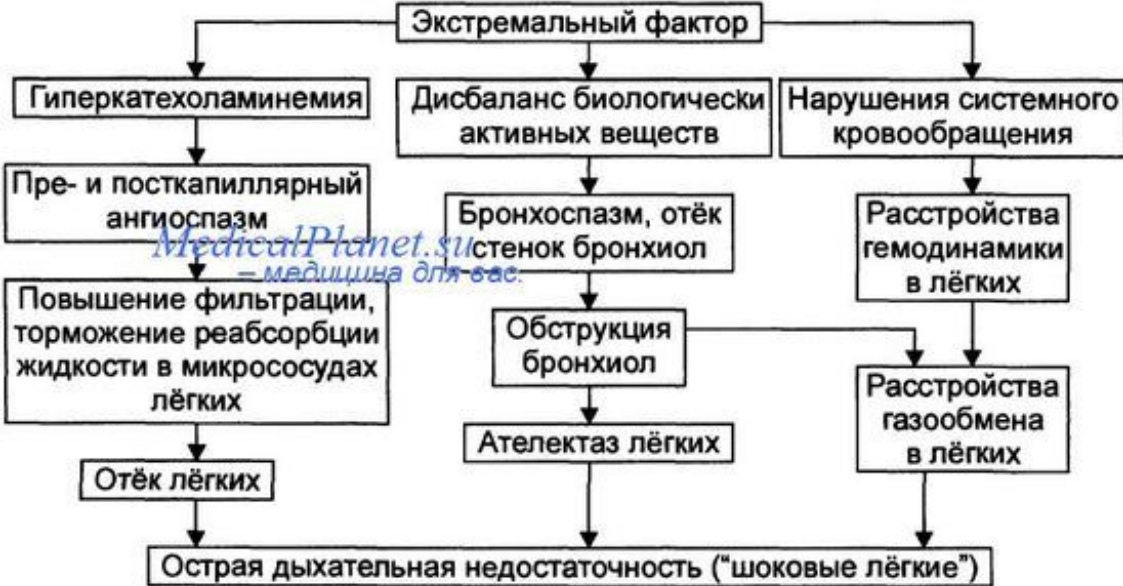 Экстремальный фактор
Гиперкатехоламинемия
Дисбаланс биологически
активных веществ
Нарушения системного
кровообращения
Пре- и посткапиллярный
ангиоспазм
Бронхоспазм, отёк
стенок бронхиол
Расстройства
гемодинамики
в лёгких
MedicalPlanet.su
– медицина для вас.
Повышение фильтрации,
торможение реабсорбции
жидкости в микрососудах
лёгких
Обструкция
бронхиол
Расстройства
газообмена
в лёгких
Ателектаз лёгких
Отёк лёгких
Острая дыхательная недостаточность (“шоковые лёгкие”)